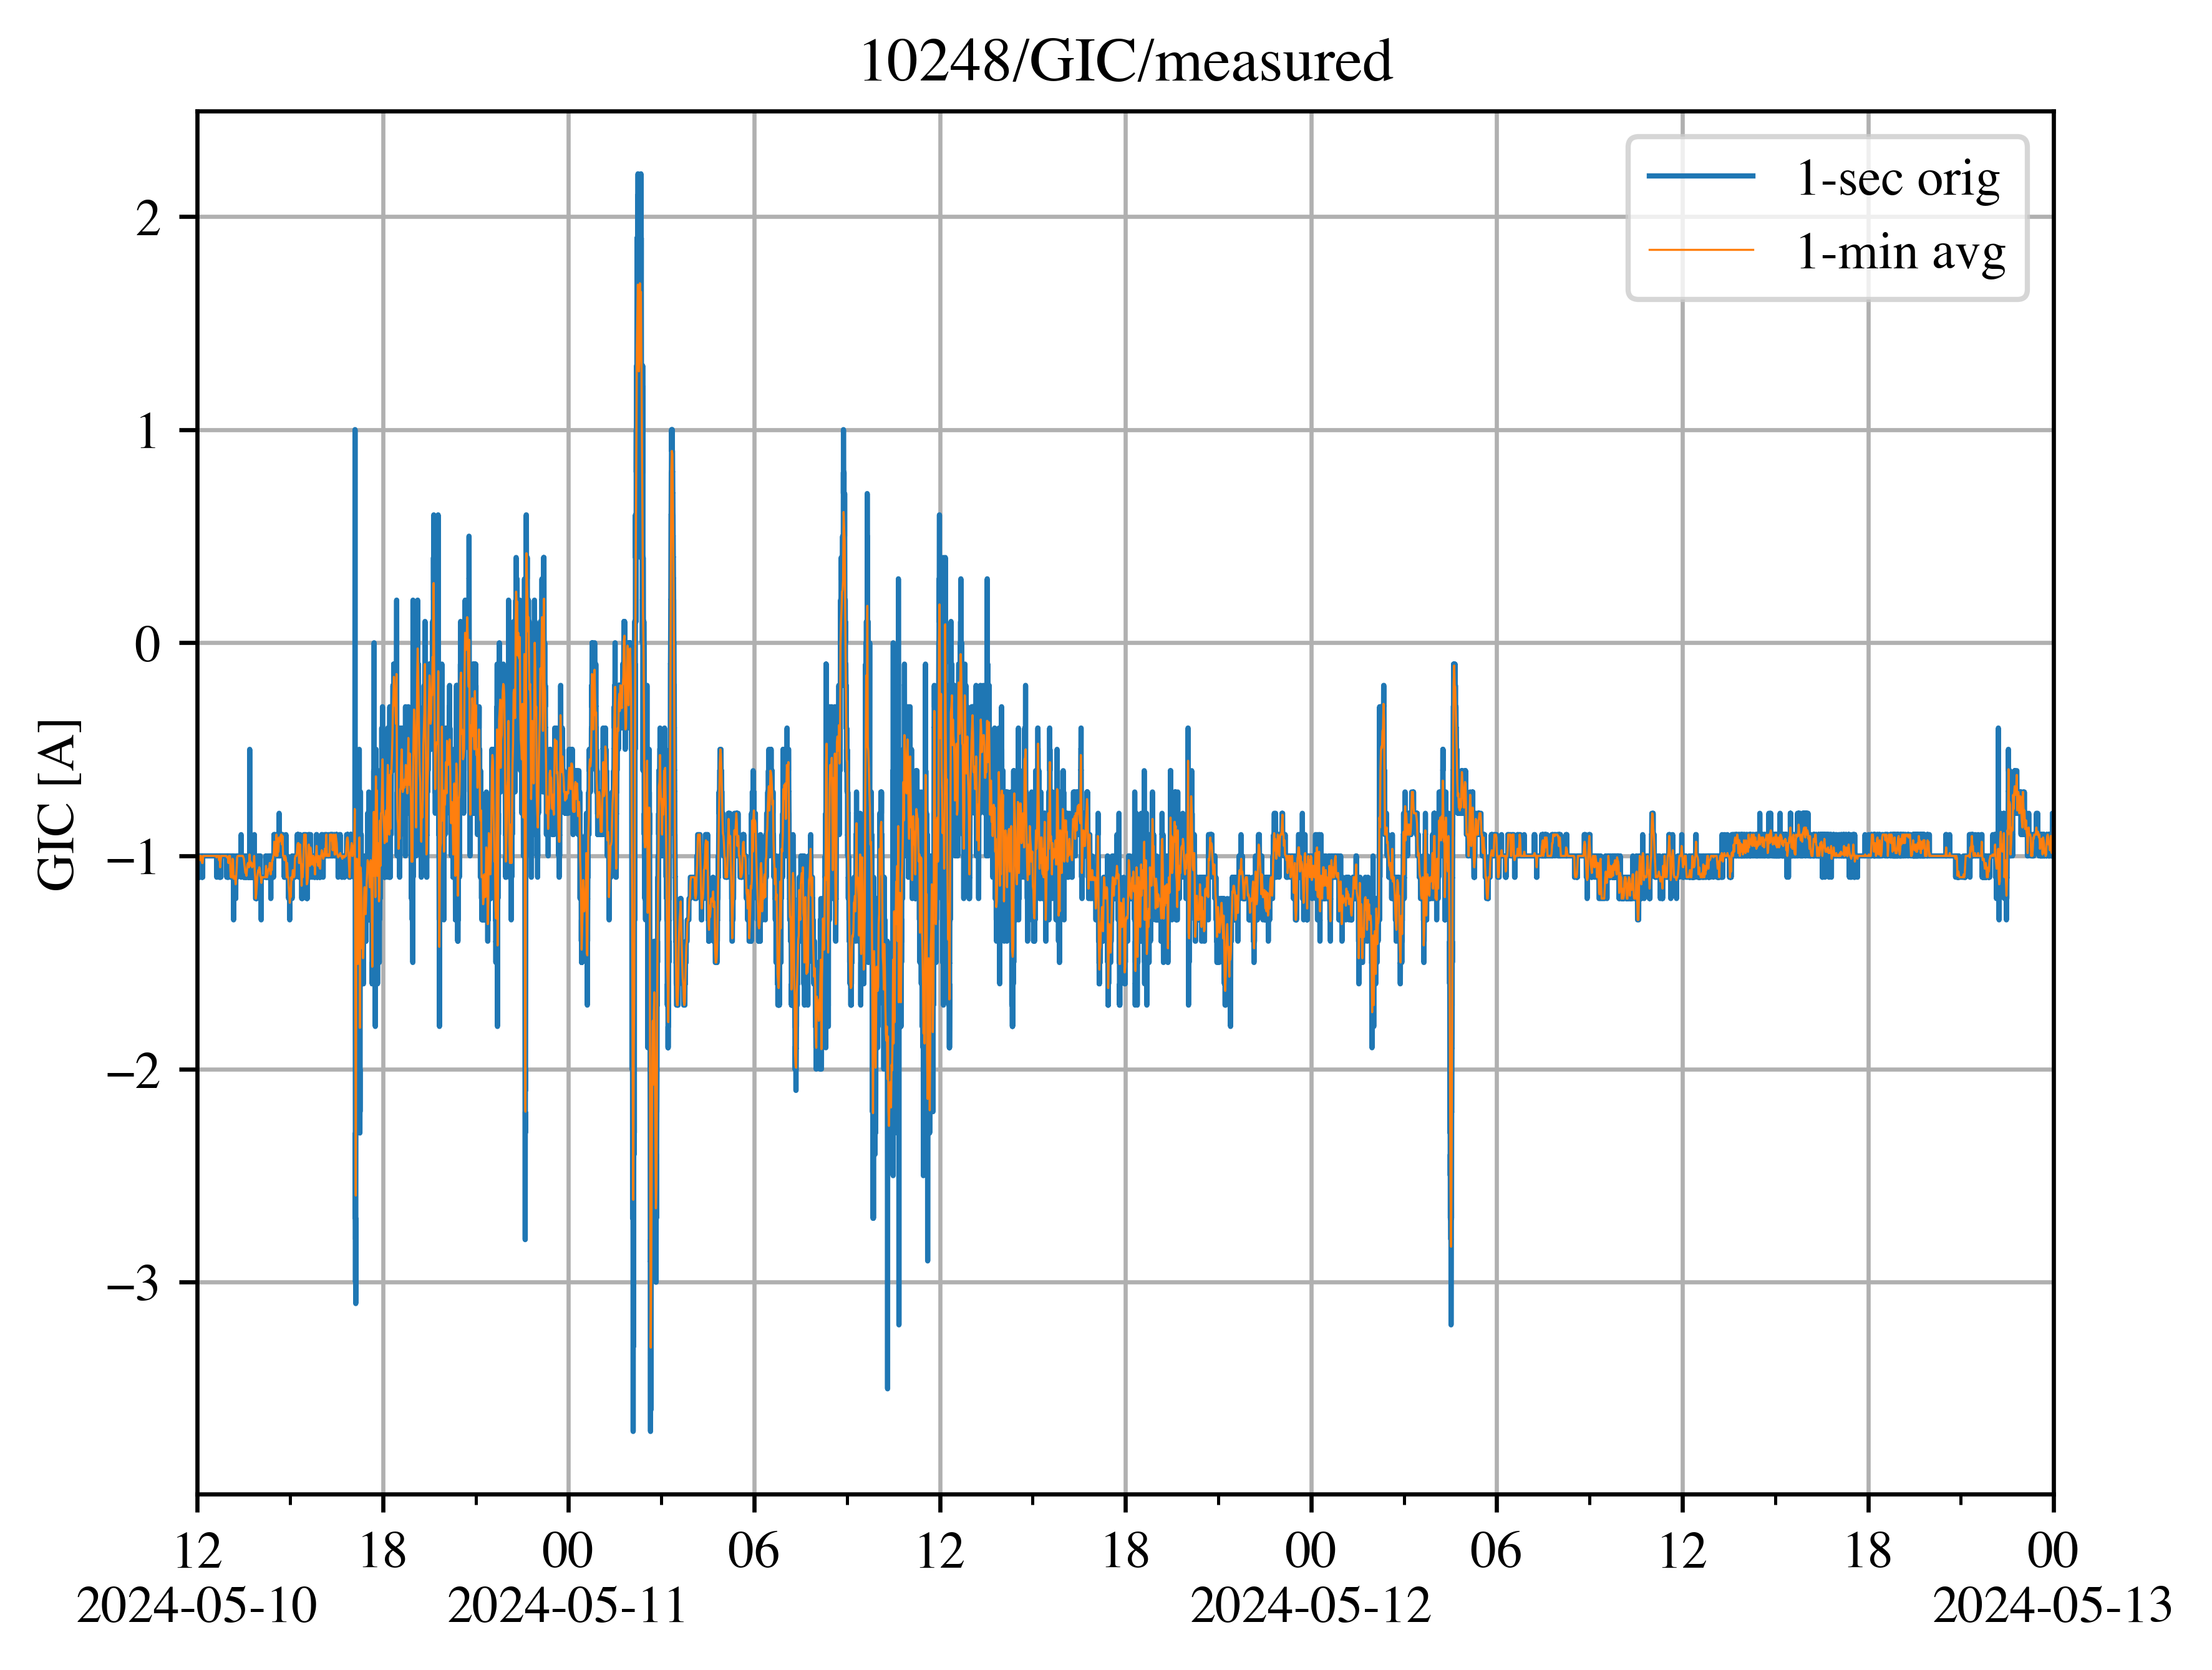 10248/GIC/measured
1-sec orig
1-min avg
GIC [A]
2
1
0
−1
−2
−3
12 18 00 06 12 18 00 06 12 18 00
2024-05-10 2024-05-11 2024-05-12 2024-05-13